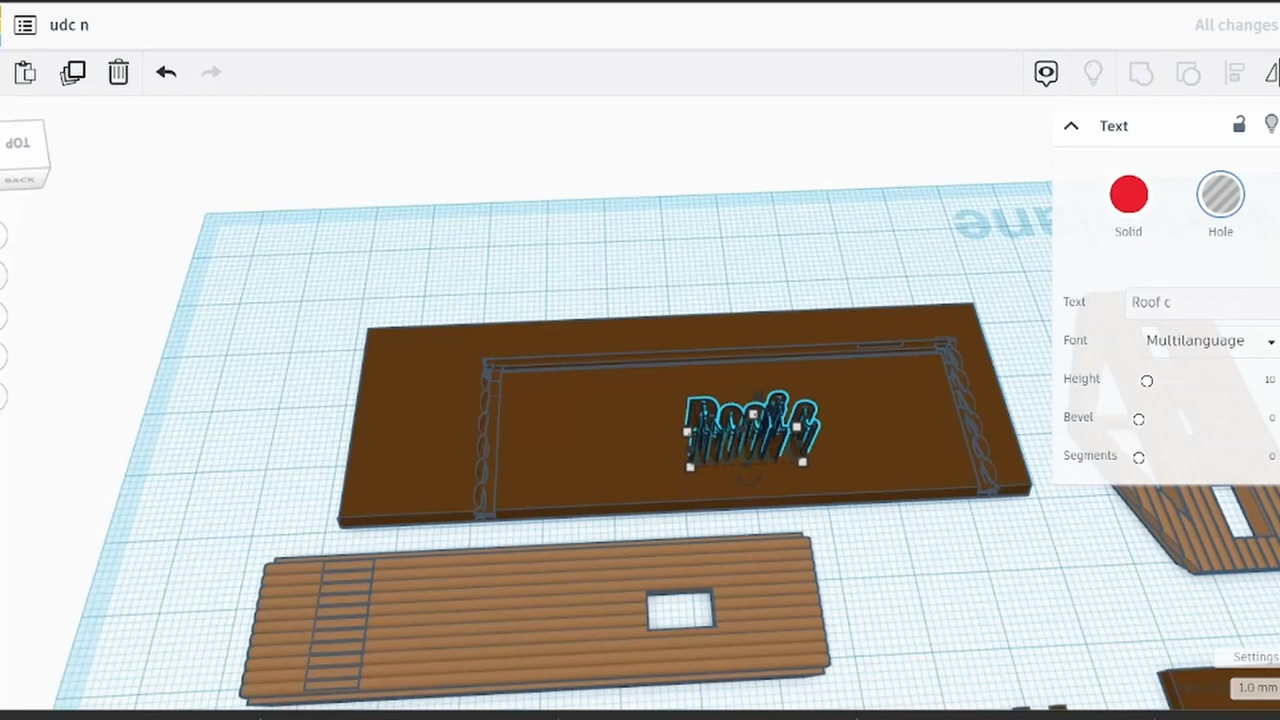 udc n
All changes
TOP
BACK
Text
Solid
Hole
Text
Roof c
Font
Multilanguage
Height
10
Bevel
0
Segments
0
Roof c
Settings
1.0 mm